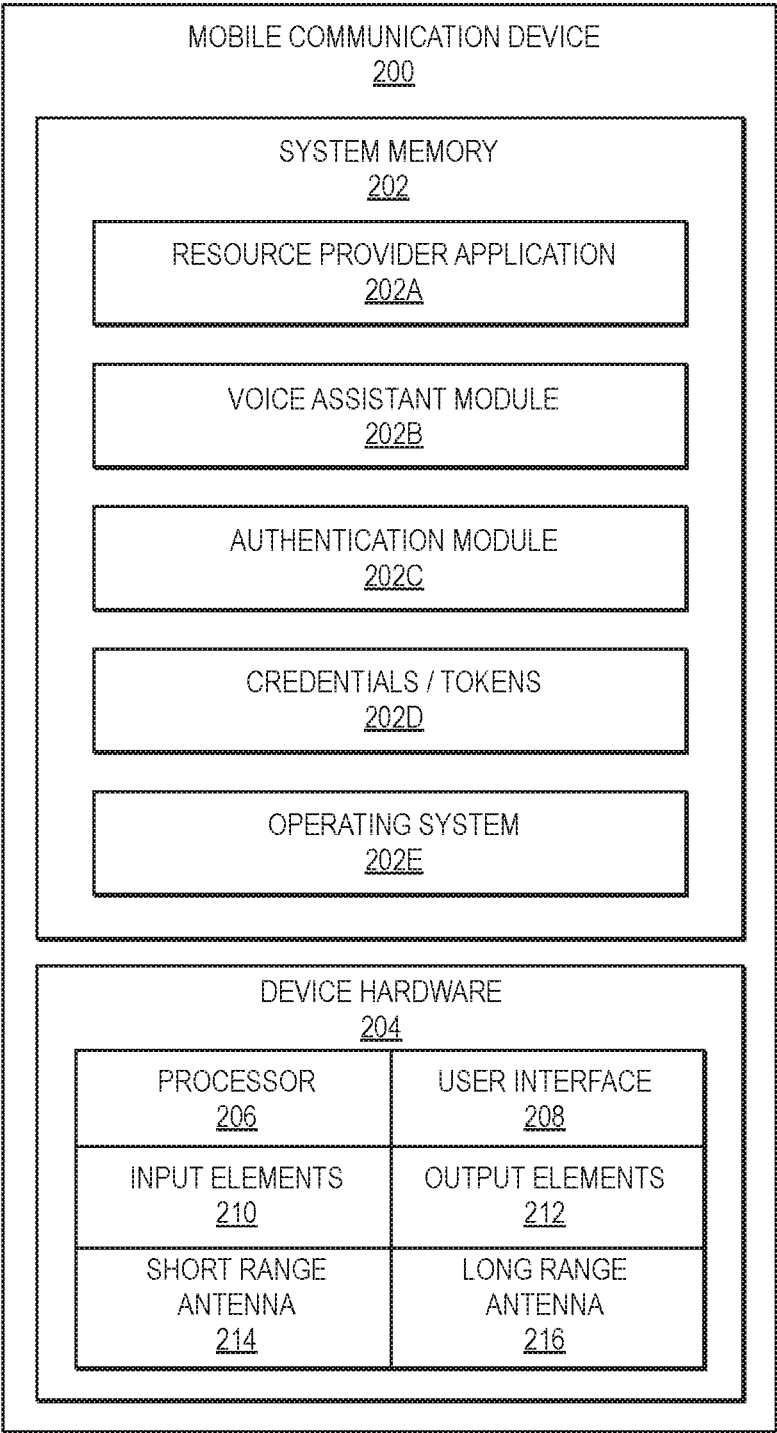 MOBILE COMMUNICATION DEVICE
200
SYSTEM MEMORY
202
RESOURCE PROVIDER APPLICATION
202A
VOICE ASSISTANT MODULE
202B
AUTHENTICATION MODULE
202C
CREDENTIALS / TOKENS
202D
OPERATING SYSTEM
202E
DEVICE HARDWARE
204
PROCESSOR
206
USER INTERFACE
208
INPUT ELEMENTS
210
OUTPUT ELEMENTS
212
SHORT RANGE
ANTENNA
214
LONG RANGE
ANTENNA
216